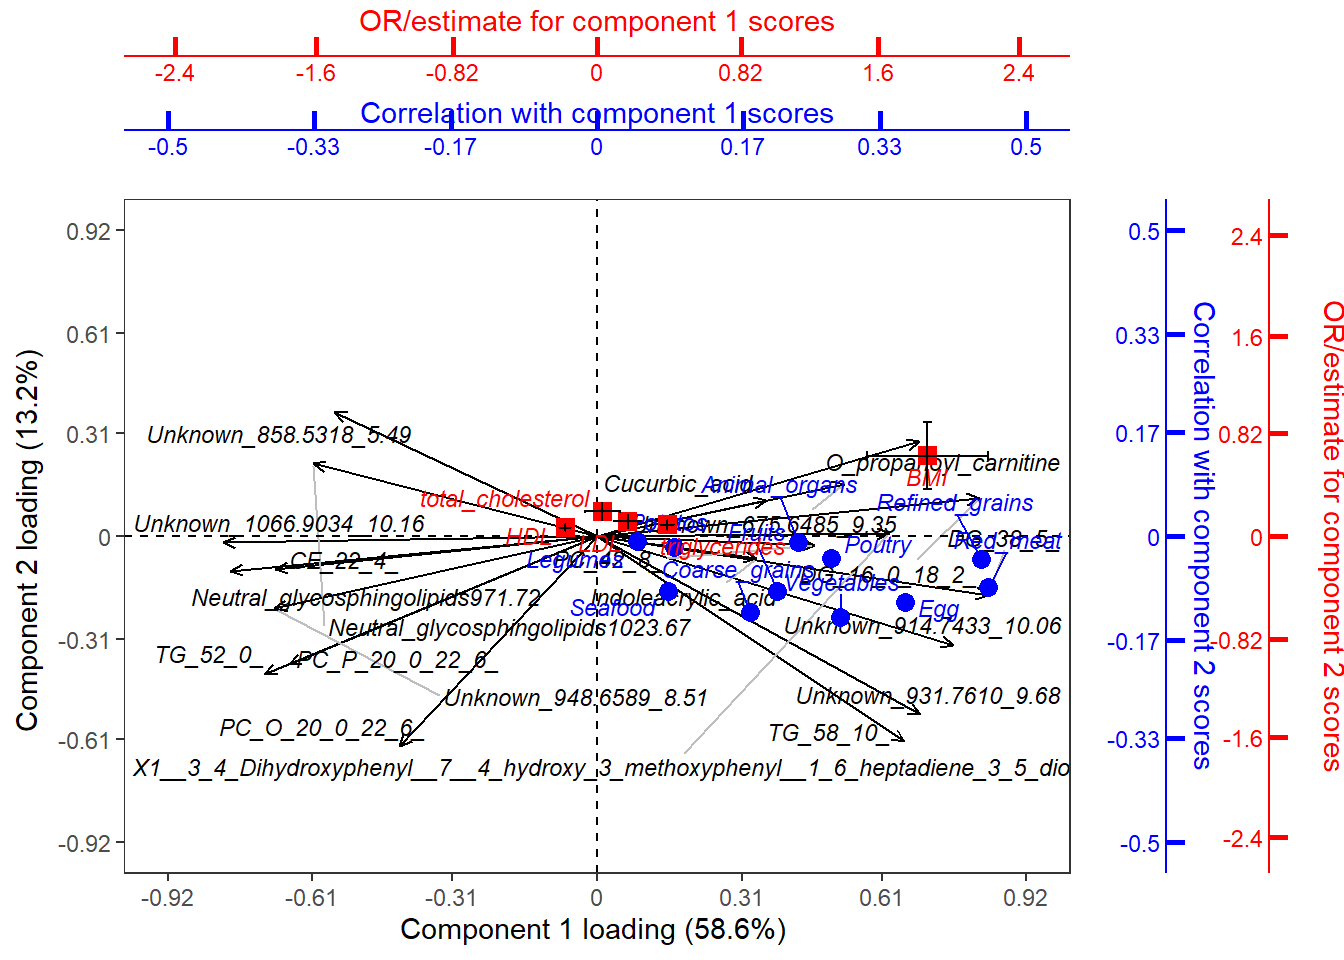 OR/estimate for component 1 scores
-2.4 -1.6 -0.82 0 0.82 1.6 2.4
Correlation with component 1 scores
-0.5 -0.33 -0.17 0 0.17 0.33 0.5
0.92
0.61
0.31
0
-0.31
-0.61
-0.92
Component 2 loading (13.2%)
Unknown_858.5318_5.49
O_propanoyl_carnitine
BMI
Cucurbic_acid
Animal_organs
total_cholesterol
Refined_grains
Unknown_1066.9034_10.16
_676.6485_9.35
HDL
LDL
Fruits
triglycerides
Poutry
Red_meat
CE_22_4_
Legumes
Coarse_grains
_16_0_18_2_
Vegetables
Neutral_glycosphingolipids971.72
Indoleacrylic_acid
Seafood
Egg
Neutral_glycosphingolipids1023.67
Unknown_914.7433_10.06
TG_52_0_
PC_P_20_0_22_6_
Unknown_948.6589_8.51
Unknown_931.7610_9.68
PC_O_20_0_22_6_
TG_58_10_
X1__3_4_Dihydroxyphenyl__7__4_hydroxy_3_methoxyphenyl__1_6_heptadiene_3_5_dio
-0.92 -0.61 -0.31 0 0.31 0.61 0.92
Component 1 loading (58.6%)
0.5
0.33
0.17
0
-0.17
-0.33
-0.5
Correlation with component 2 scores
2.4
1.6
0.82
0
-0.82
-1.6
-2.4
OR/estimate for component 2 scores